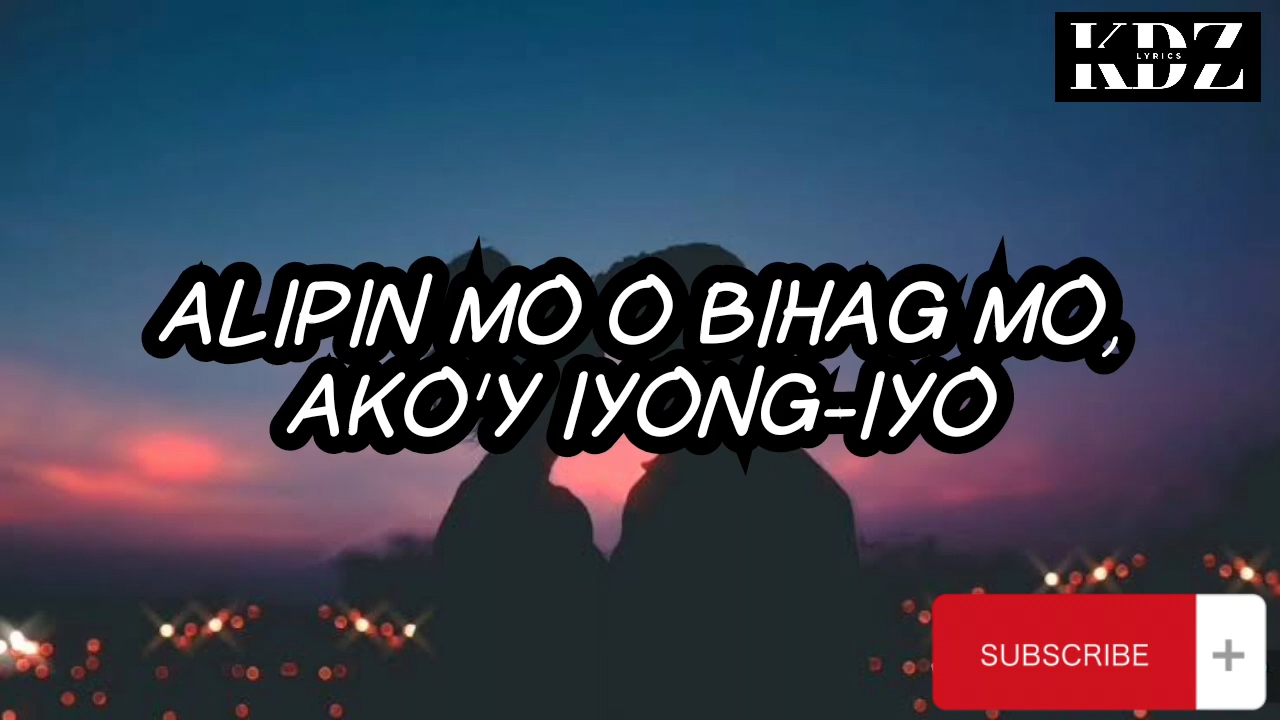 KDZ
LYRICS
ALIPIN MO O BIHAG MO,
AKO'Y IYONG-IYO
SUBSCRIBE +